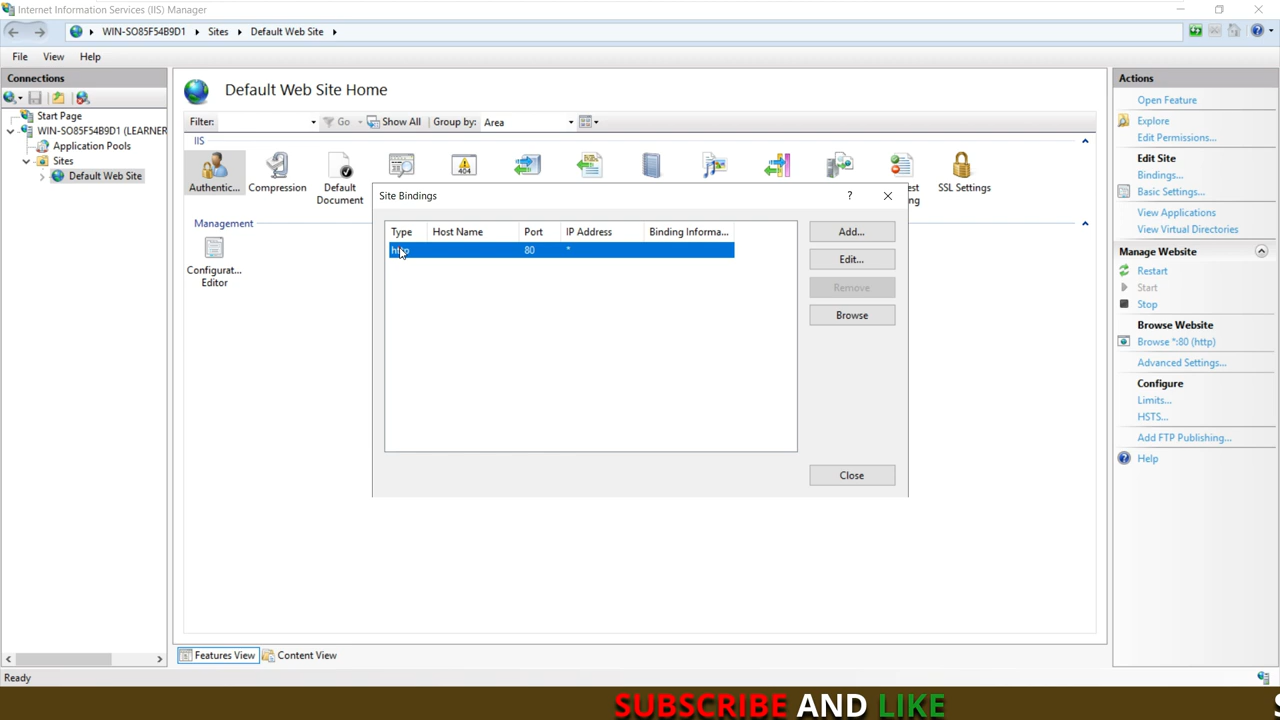 Internet Information Services (IIS) Manager
WIN-SO85F54B9D1 Sites Default Web Site
File View Help
Connections
Start Page
WIN-SO85F54B9D1 (LEARNER
Application Pools
Sites
Default Web Site
Default Web Site Home
Filter: Go Show All Group by: Area
IIS
Authentic... Compression Default Document SSL Settings
Management
Configurat... Editor
Site Bindings
Type Host Name Port IP Address Binding Informa...
http 80 *
Add...
Edit...
Remove
Browse
Close
Features View Content View
Actions
Open Feature
Explore
Edit Permissions...
Edit Site
Bindings...
Basic Settings...
View Applications
View Virtual Directories
Manage Website
Restart
Start
Stop
Browse Website
Browse *:80 (http)
Advanced Settings...
Configure
Limits...
HSTS...
Add FTP Publishing...
Help
Ready
SUBSCRIBE AND LIKE